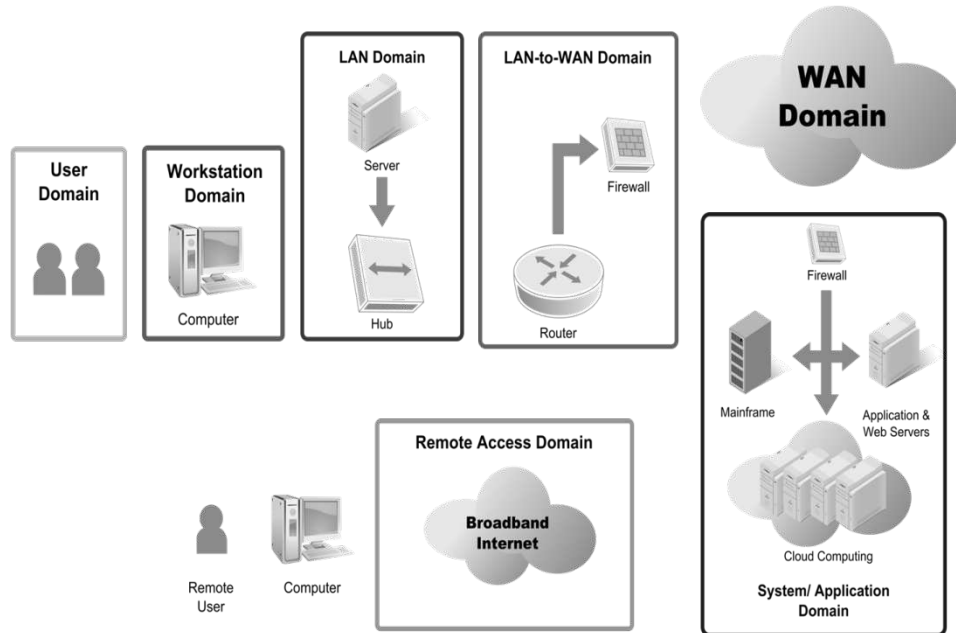 User
Domain
Workstation
Domain
Computer
LAN Domain
Server
Hub
LAN-to-WAN Domain
Firewall
Router
WAN
Domain
Firewall
Mainframe
Application &
Web Servers
Cloud Computing
System/ Application
Domain
Remote Access Domain
Broadband
Internet
Remote
User
Computer